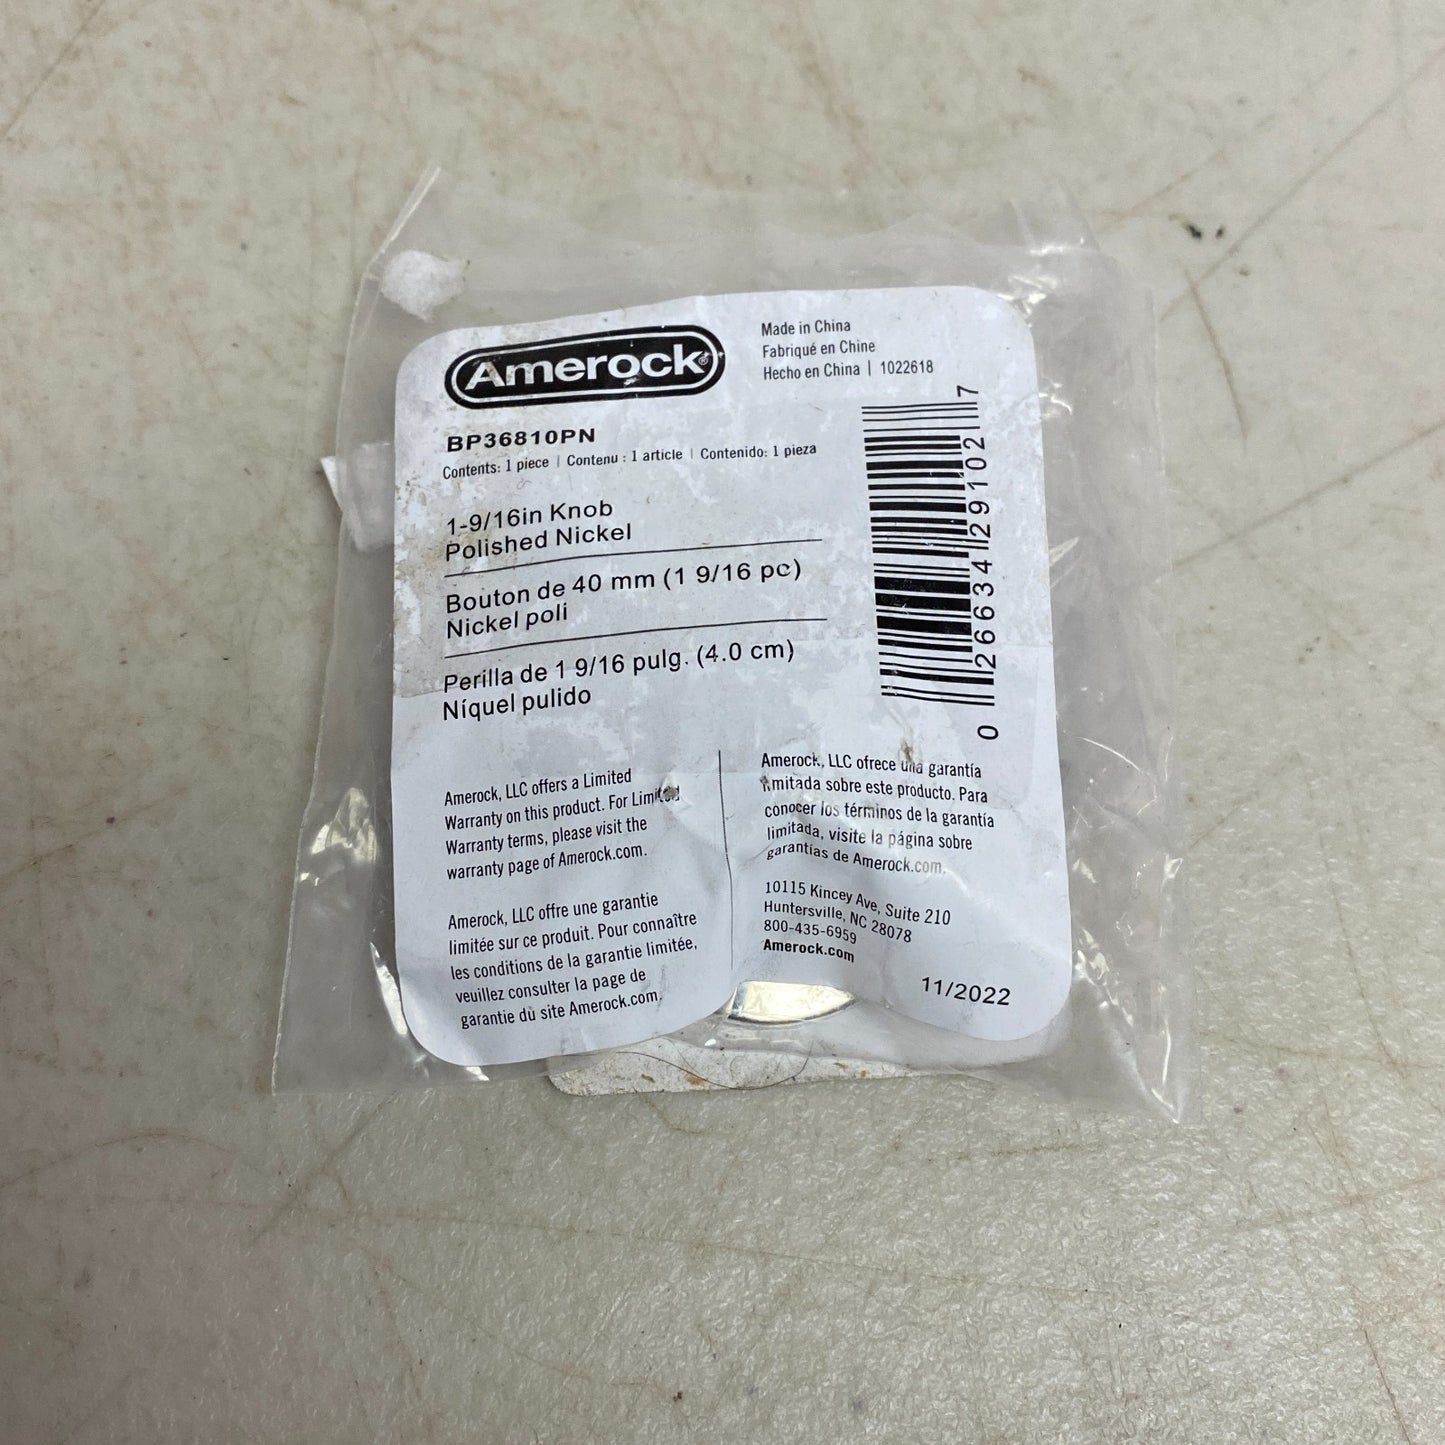 Amerock®
Made in China
Fabriqué en Chine
Hecho en China | 1022618
BP36810PN
Contents: 1 piece | Contenu : 1 article | Contenido: 1 pieza
1-9/16in Knob
Polished Nickel
Bouton de 40 mm (1 9/16 po)
Nickel poli
Perilla de 1 9/16 pulg. (4.0 cm)
Níquel pulido
0 26634 29102 7
Amerock, LLC offers a Limited
Warranty on this product. For Limited
Warranty terms, please visit the
warranty page of Amerock.com.
Amerock, LLC offre une garantie
limitée sur ce produit. Pour connaître
les conditions de la garantie limitée,
veuillez consulter la page de
garantie du site Amerock.com.
Amerock, LLC ofrece una garantía
limitada sobre este producto. Para
conocer los términos de la garantía
limitada, visite la página sobre
garantías de Amerock.com.
10115 Kincey Ave, Suite 210
Huntersville, NC 28078
800-435-6959
Amerock.com
11/2022